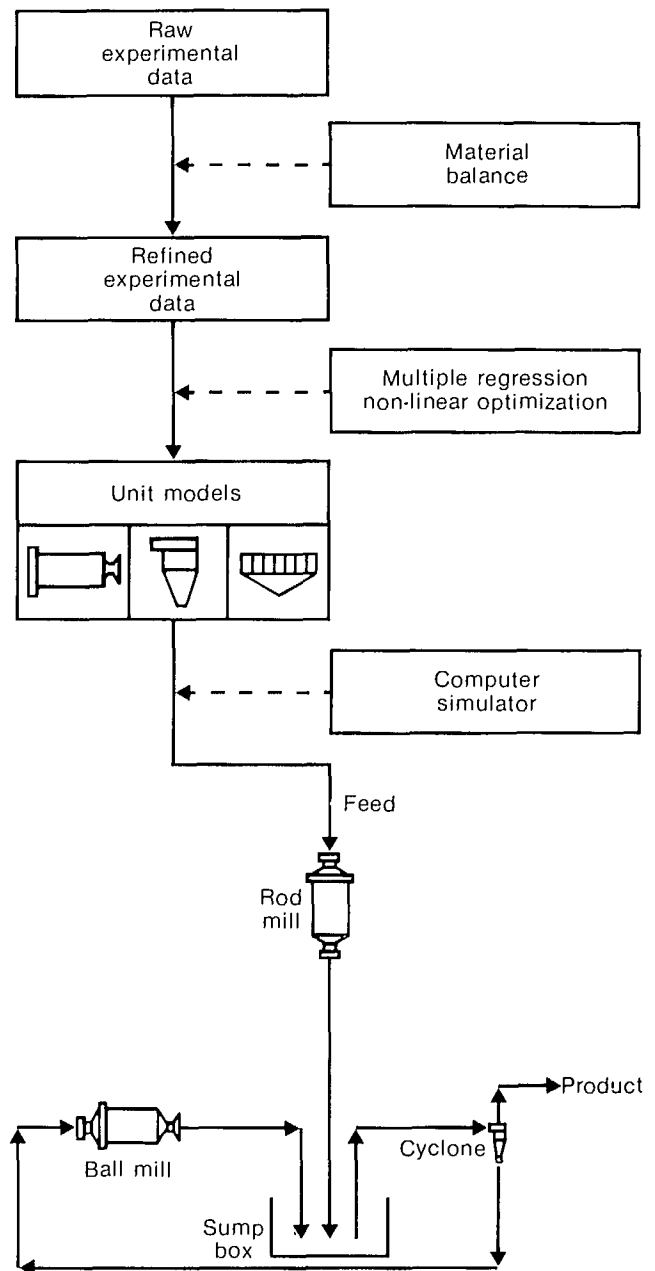 Raw
experimental
data
Material
balance
Refined
experimental
data
Multiple regression
non-linear optimization
Unit models
Computer
simulator
Feed
Rod
mill
Product
Cyclone
Ball mill
Sump
box